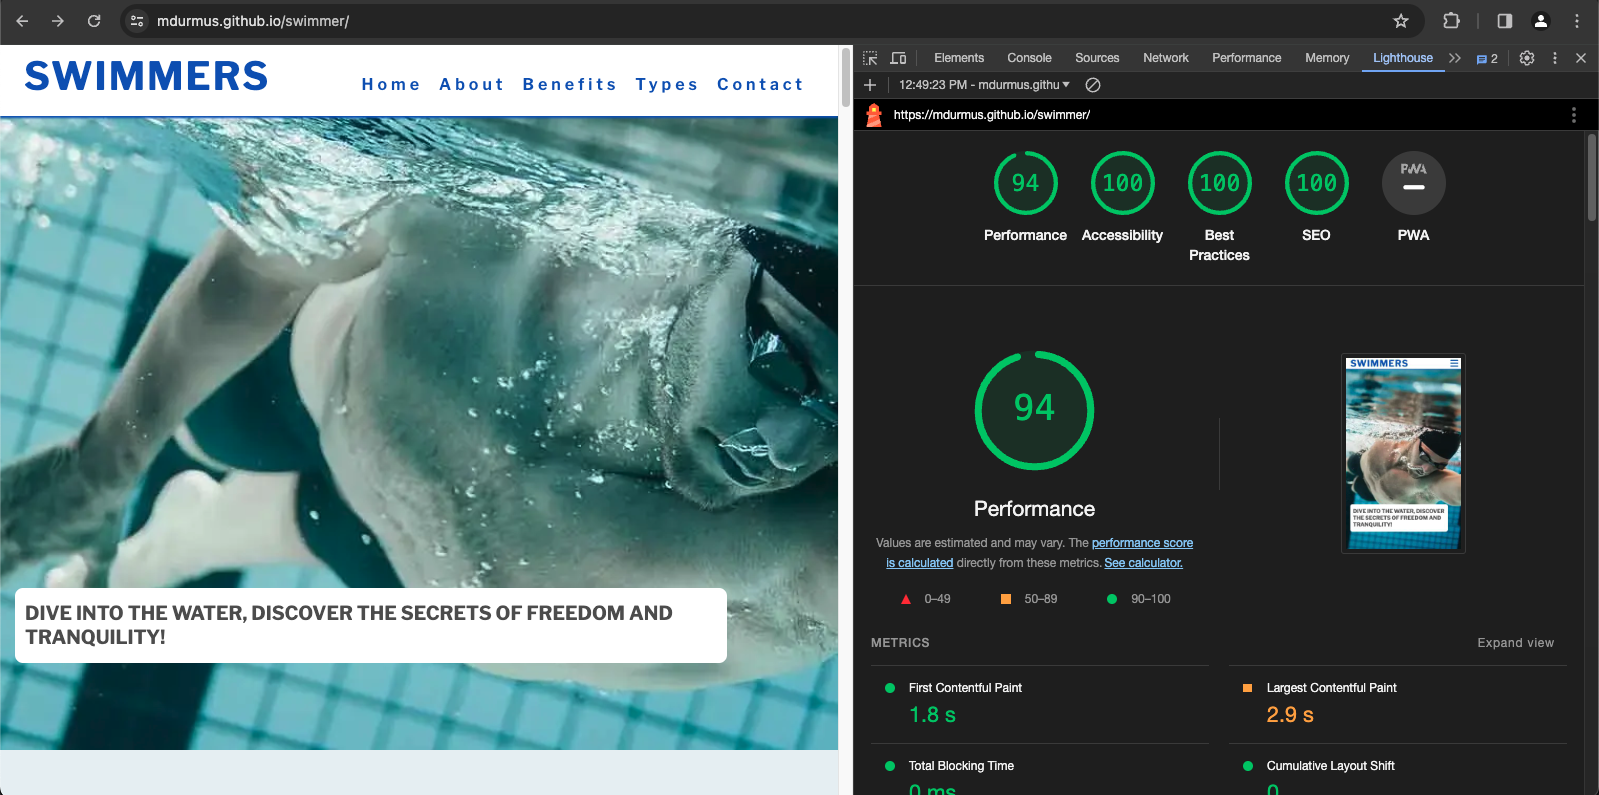 mdurmus.github.io/swimmer/
SWIMMERS
Home About Benefits Types Contact
DIVE INTO THE WATER, DISCOVER THE SECRETS OF FREEDOM AND
TRANQUILITY!
Elements Console Sources Network Performance Memory Lighthouse 2
12:49:23 PM - mdurmus.githu
https://mdurmus.github.io/swimmer/
94 100 100 100 PWA
Performance Accessibility Best
Practices SEO PWA
94
Performance
Values are estimated and may vary. The performance score
is calculated directly from these metrics. See calculator.
0–49 50–89 90–100
SWIMMERS
DIVE INTO THE WATER, DISCOVER
THE SECRETS OF FREEDOM AND
TRANQUILITY!
METRICS Expand view
First Contentful Paint
1.8 s
Largest Contentful Paint
2.9 s
Total Blocking Time
0 ms
Cumulative Layout Shift
0